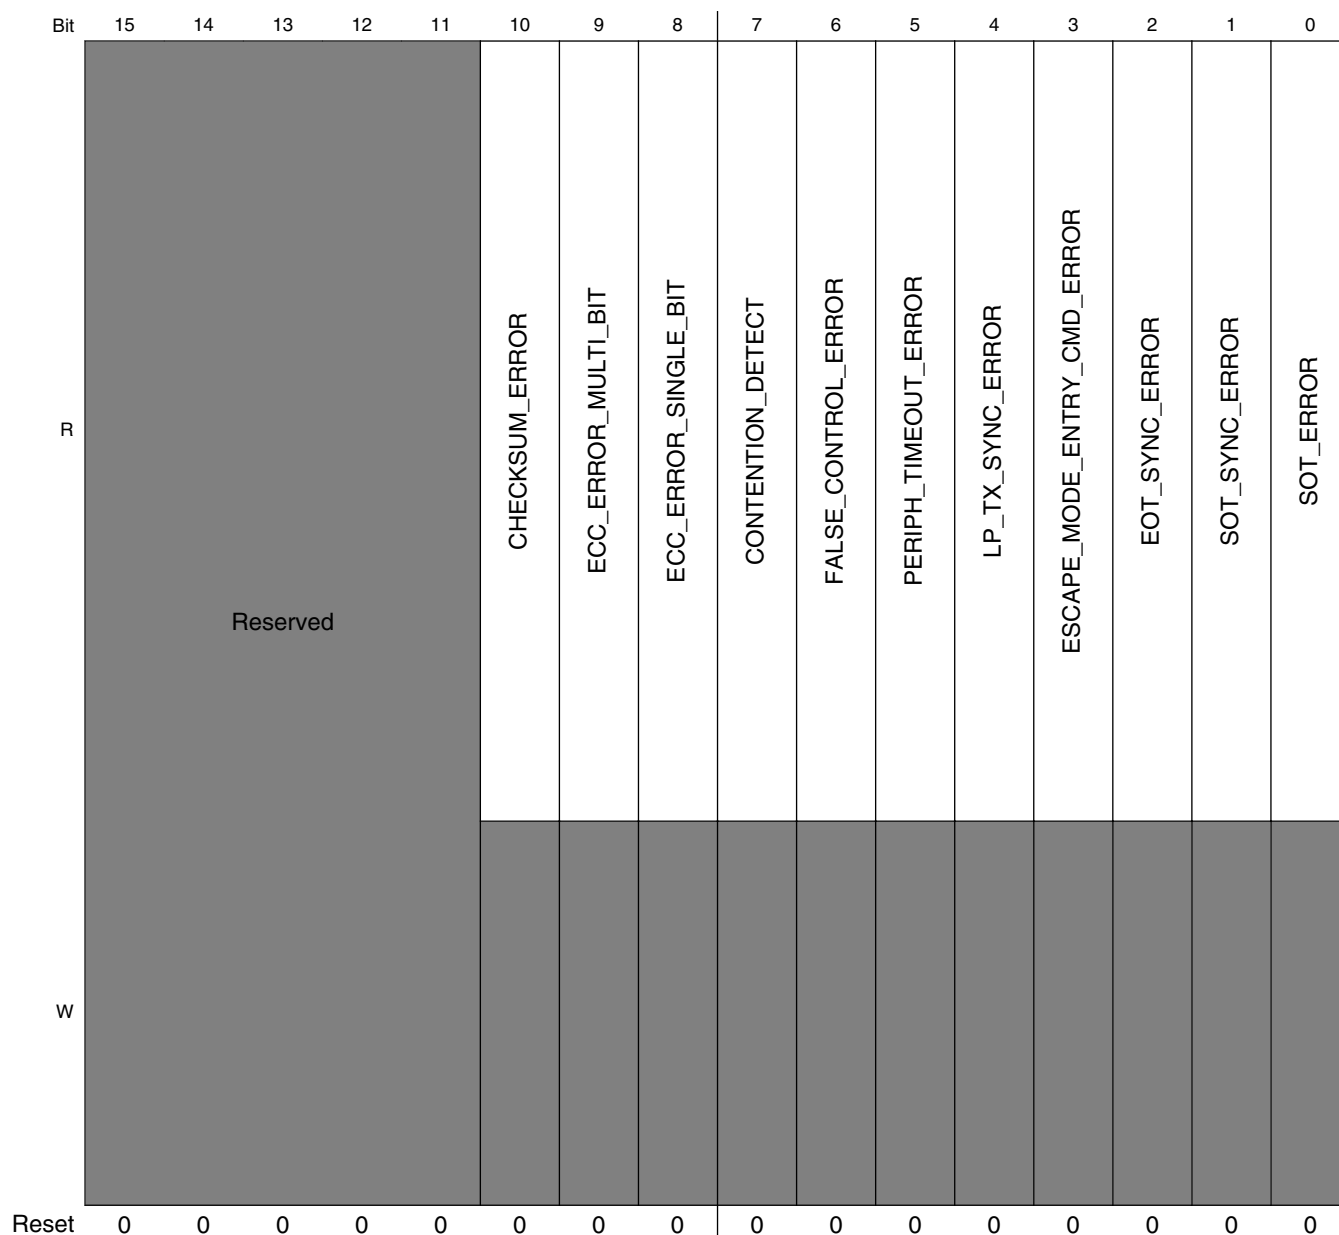 Bit 15 14 13 12 11 10 9 8 7 6 5 4 3 2 1 0
R
Reserved
CHECKSUM_ERROR
ECC_ERROR_MULTI_BIT
ECC_ERROR_SINGLE_BIT
CONTENTION_DETECT
FALSE_CONTROL_ERROR
PERIPH_TIMEOUT_ERROR
LP_TX_SYNC_ERROR
ESCAPE_MODE_ENTRY_CMD_ERROR
EOT_SYNC_ERROR
SOT_SYNC_ERROR
SOT_ERROR
W
Reset 0 0 0 0 0 0 0 0 0 0 0 0 0 0 0 0